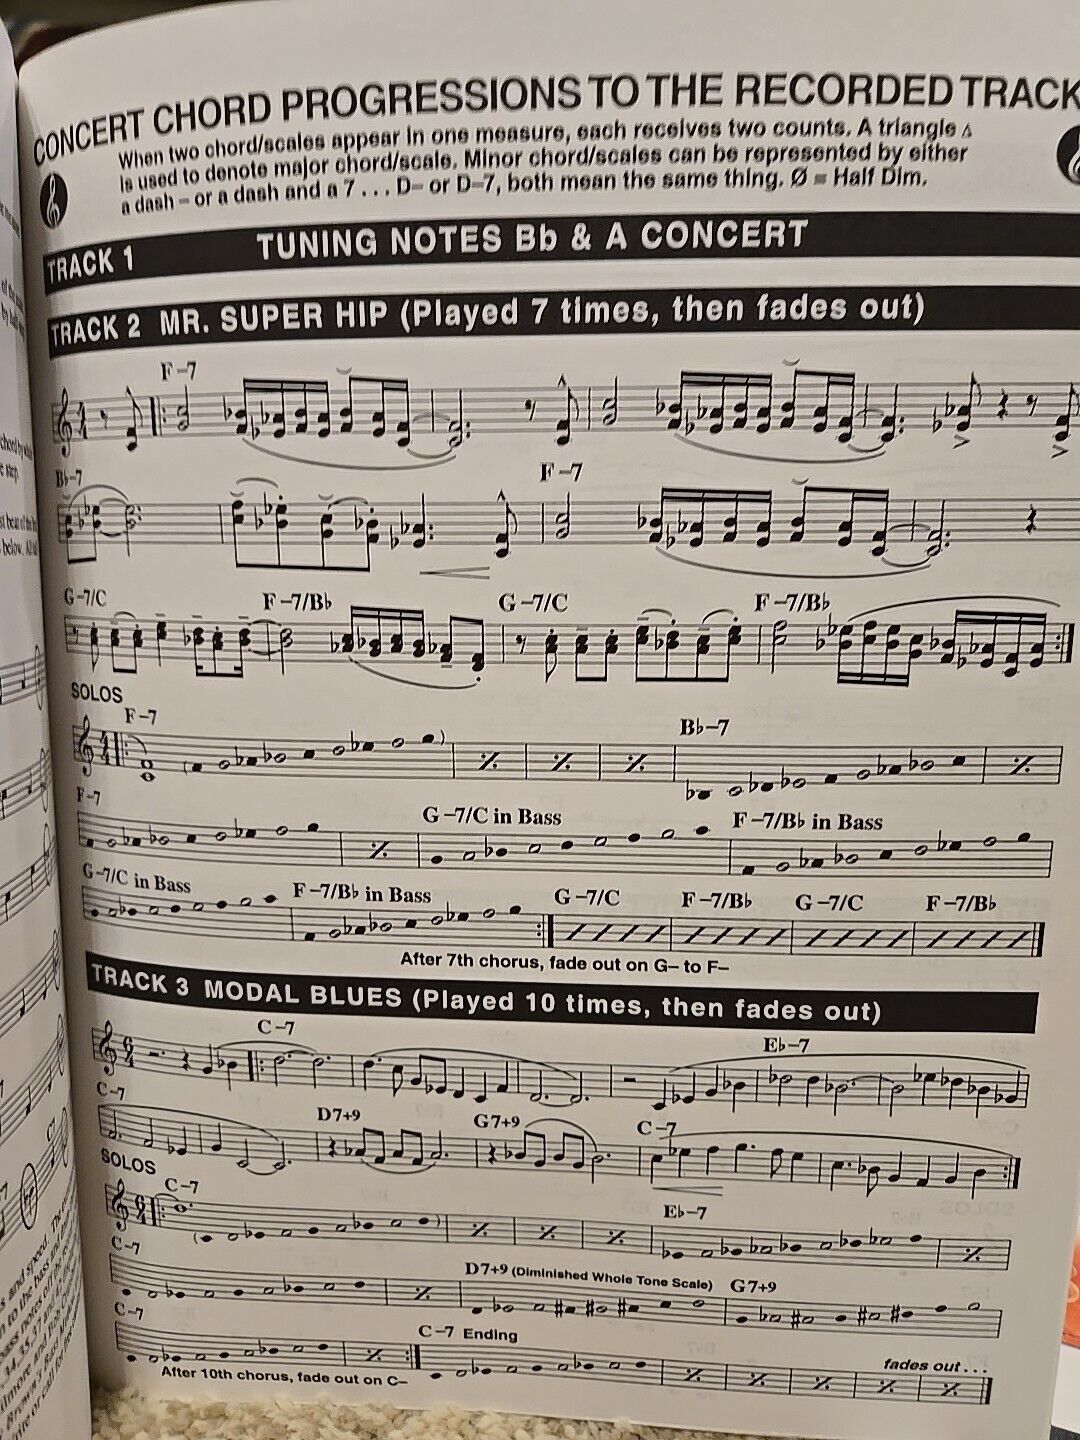 CONCERT CHORD PROGRESSIONS TO THE RECORDED TRACK
When two chord/scales appear in one measure, each receives two counts. A triangle △
is used to denote major chord/scale. Minor chord/scales can be represented by either
a dash – or a dash and a 7 . . . D– or D–7, both mean the same thing. Ø = Half Dim.
TRACK 1 TUNING NOTES Bb & A CONCERT
TRACK 2 MR. SUPER HIP (Played 7 times, then fades out)
F–7
B♭–7 F–7
G–7/C F–7/B♭ G–7/C F–7/B♭
SOLOS
F–7 B♭–7
F–7 G–7/C in Bass F–7/B♭ in Bass
G–7/C in Bass F–7/B♭ in Bass G–7/C F–7/B♭ G–7/C F–7/B♭
After 7th chorus, fade out on G– to F–
TRACK 3 MODAL BLUES (Played 10 times, then fades out)
C–7 E♭–7
C–7 D7+9 G7+9 C–7
SOLOS
C–7 E♭–7
C–7 D7+9 (Diminished Whole Tone Scale) G7+9
C–7 C–7 Ending fades out . . .
After 10th chorus, fade out on C–